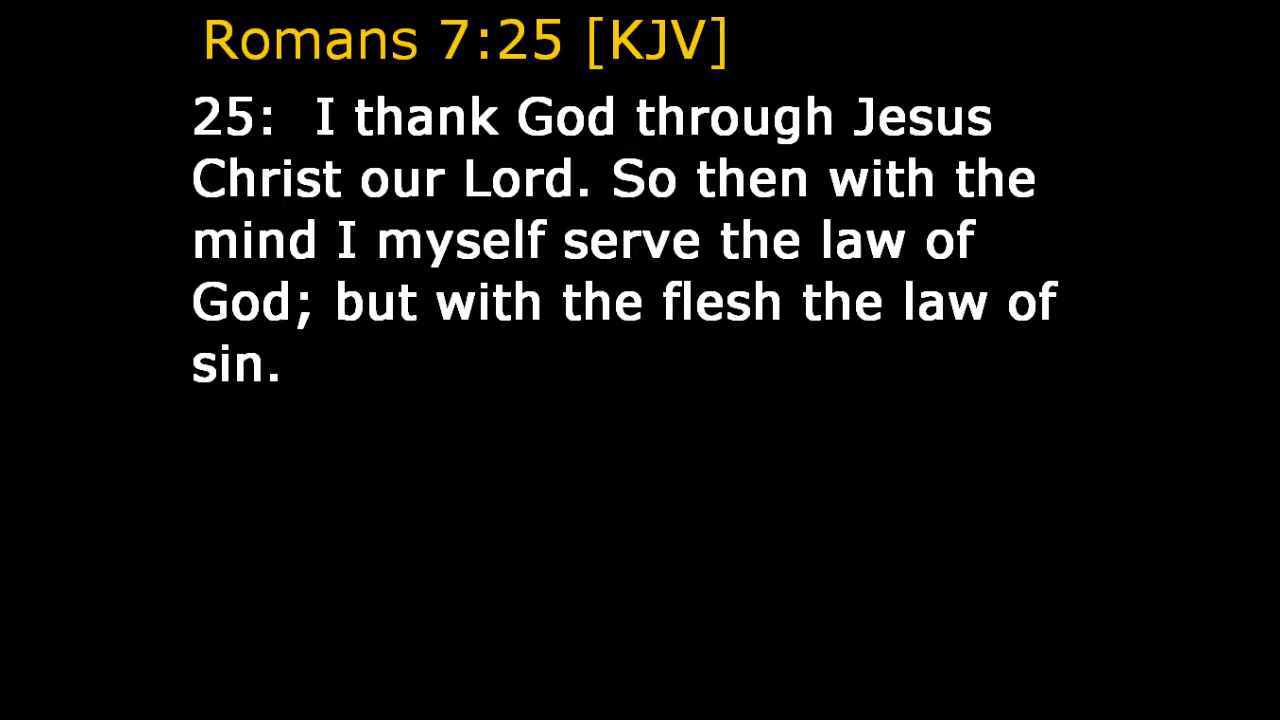 Romans 7:25 [KJV]
25:  I thank God through Jesus
Christ our Lord. So then with the
mind I myself serve the law of
God; but with the flesh the law of
sin.